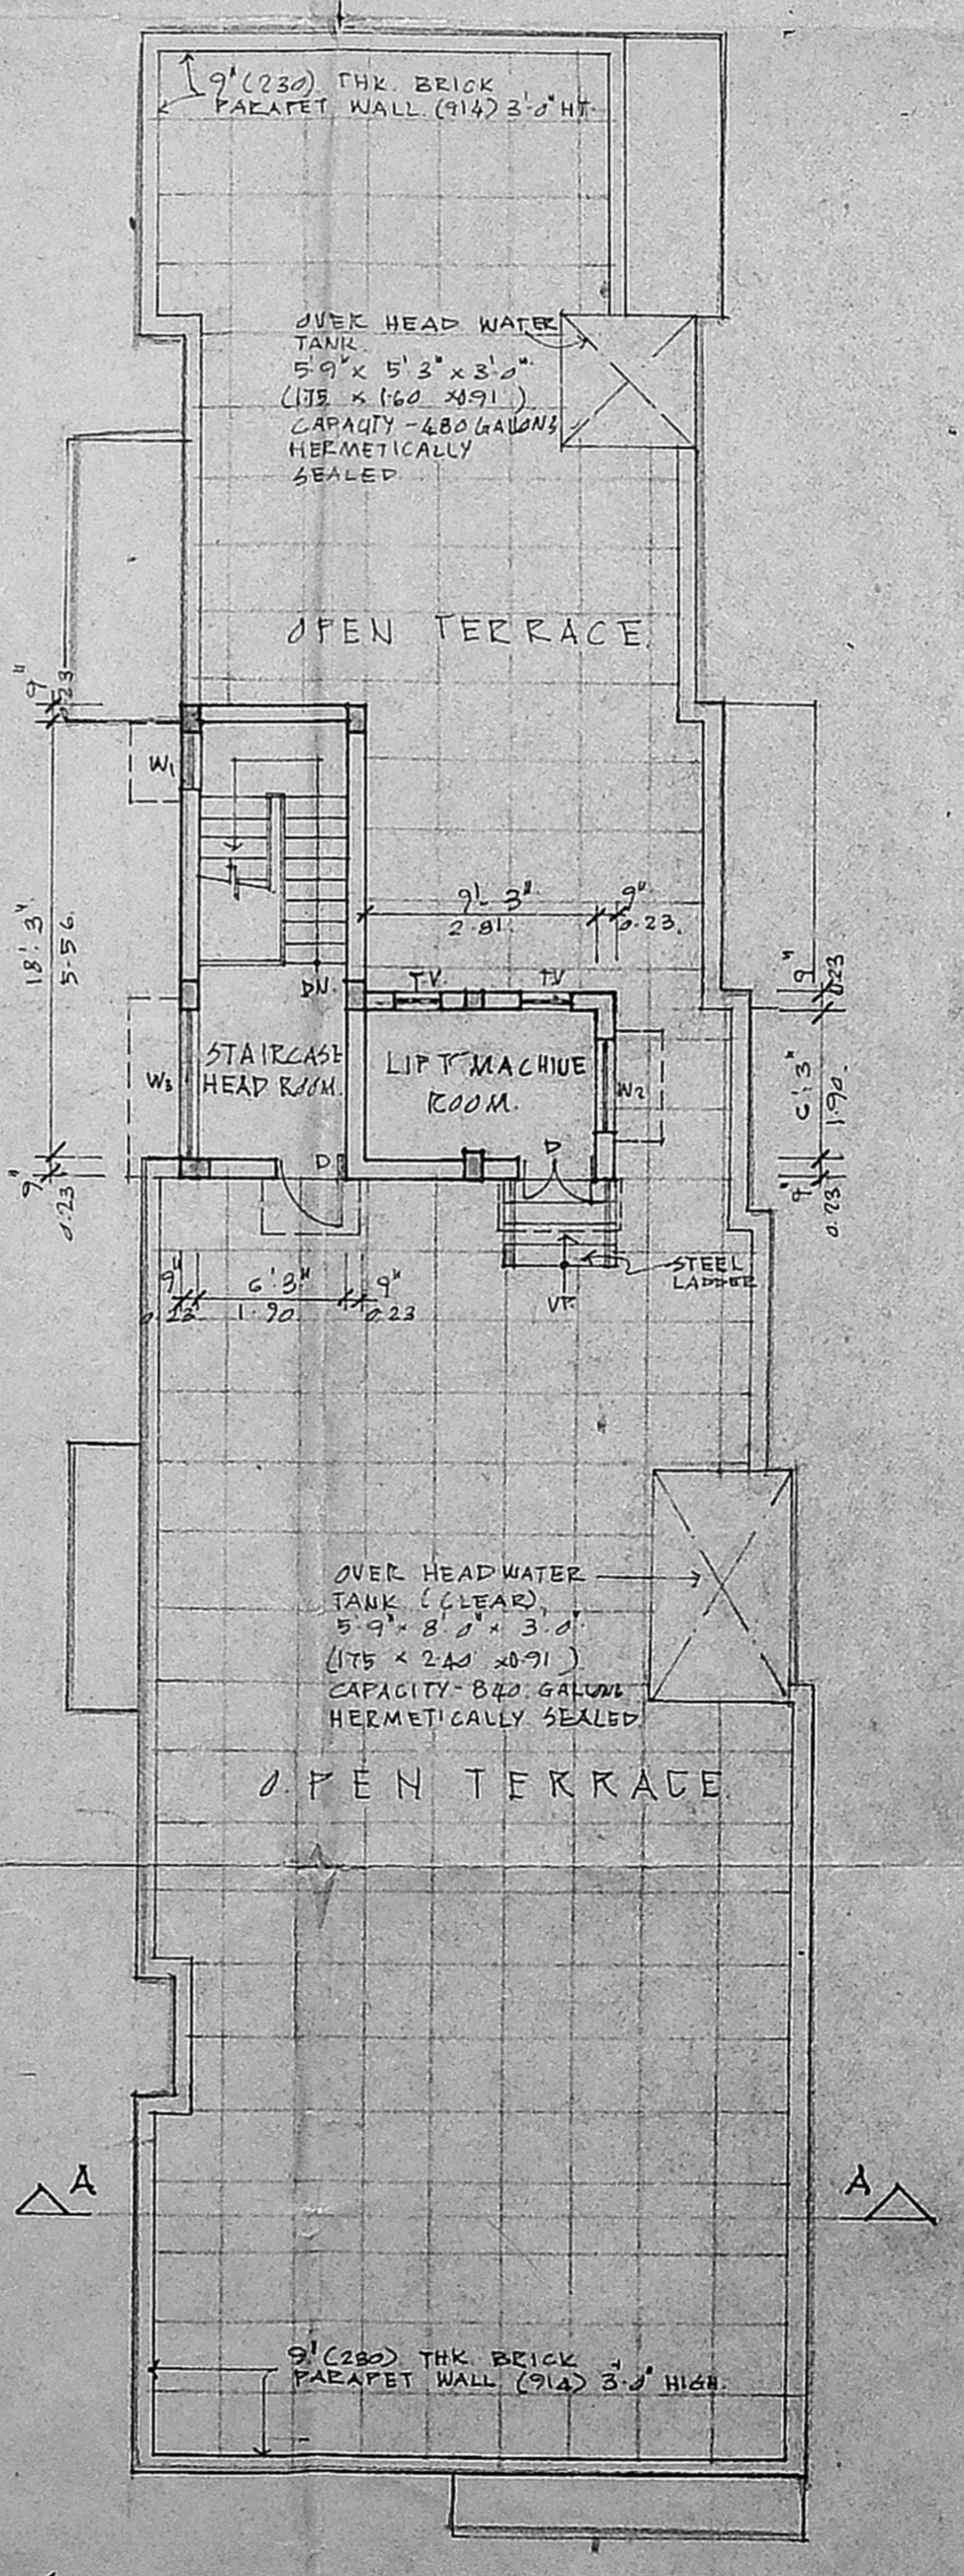 9"(230) THK. BRICK
PARAPET WALL. (914) 3'-0" HT.
OVER HEAD WATER
TANK.
5'9" x 5'3" x 3'0".
(1.75 x 1.60 x0.91)
CAPACITY - 480 GALLONS
HERMETICALLY
SEALED
OPEN TERRACE.
9"
.23
W1
18'.3"
5.56.
9'- 3"
2.81.
9"
0.23.
T.V.
T.V
DN.
STAIRCASE
HEAD ROOM.
LIFT MACHINE
ROOM.
W3
W2
9"
0.23
6'.3"
1.90.
9"
0.23
9"
0.23
D
D
9"
0.23
6'3"
1.90
9"
0.23
STEEL
LADDER
UP.
OVER HEAD WATER
TANK (CLEAR)
5'9" x 8'.0" x 3'.0"
(1.75 x 2.40 x0.91)
CAPACITY - 840. GALLONS
HERMETICALLY SEALED
OPEN TERRACE.
A
A
9" (230) THK. BRICK
PARAPET WALL (914) 3'-0" HIGH.